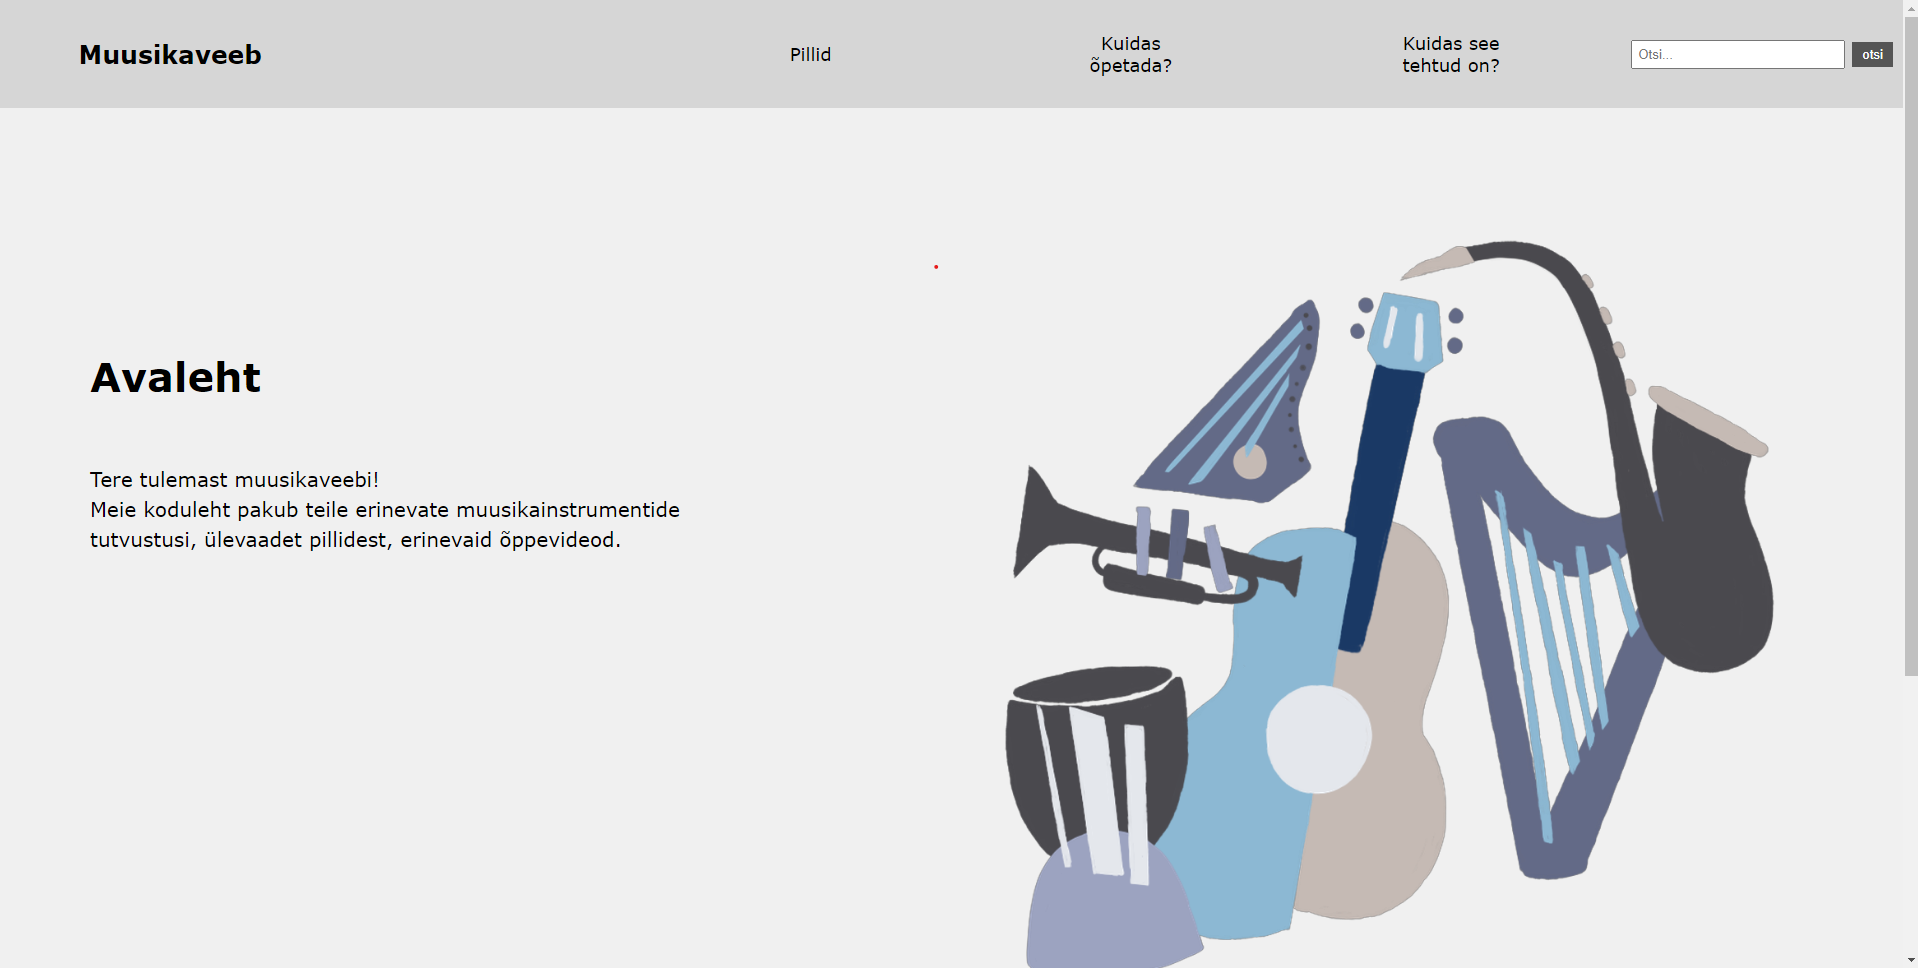 Muusikaveeb
Pillid
Kuidas
õpetada?
Kuidas see
tehtud on?
Otsi...
otsi
Avaleht
Tere tulemast muusikaveebi!
Meie koduleht pakub teile erinevate muusikainstrumentide
tutvustusi, ülevaadet pillidest, erinevaid õppevideod.